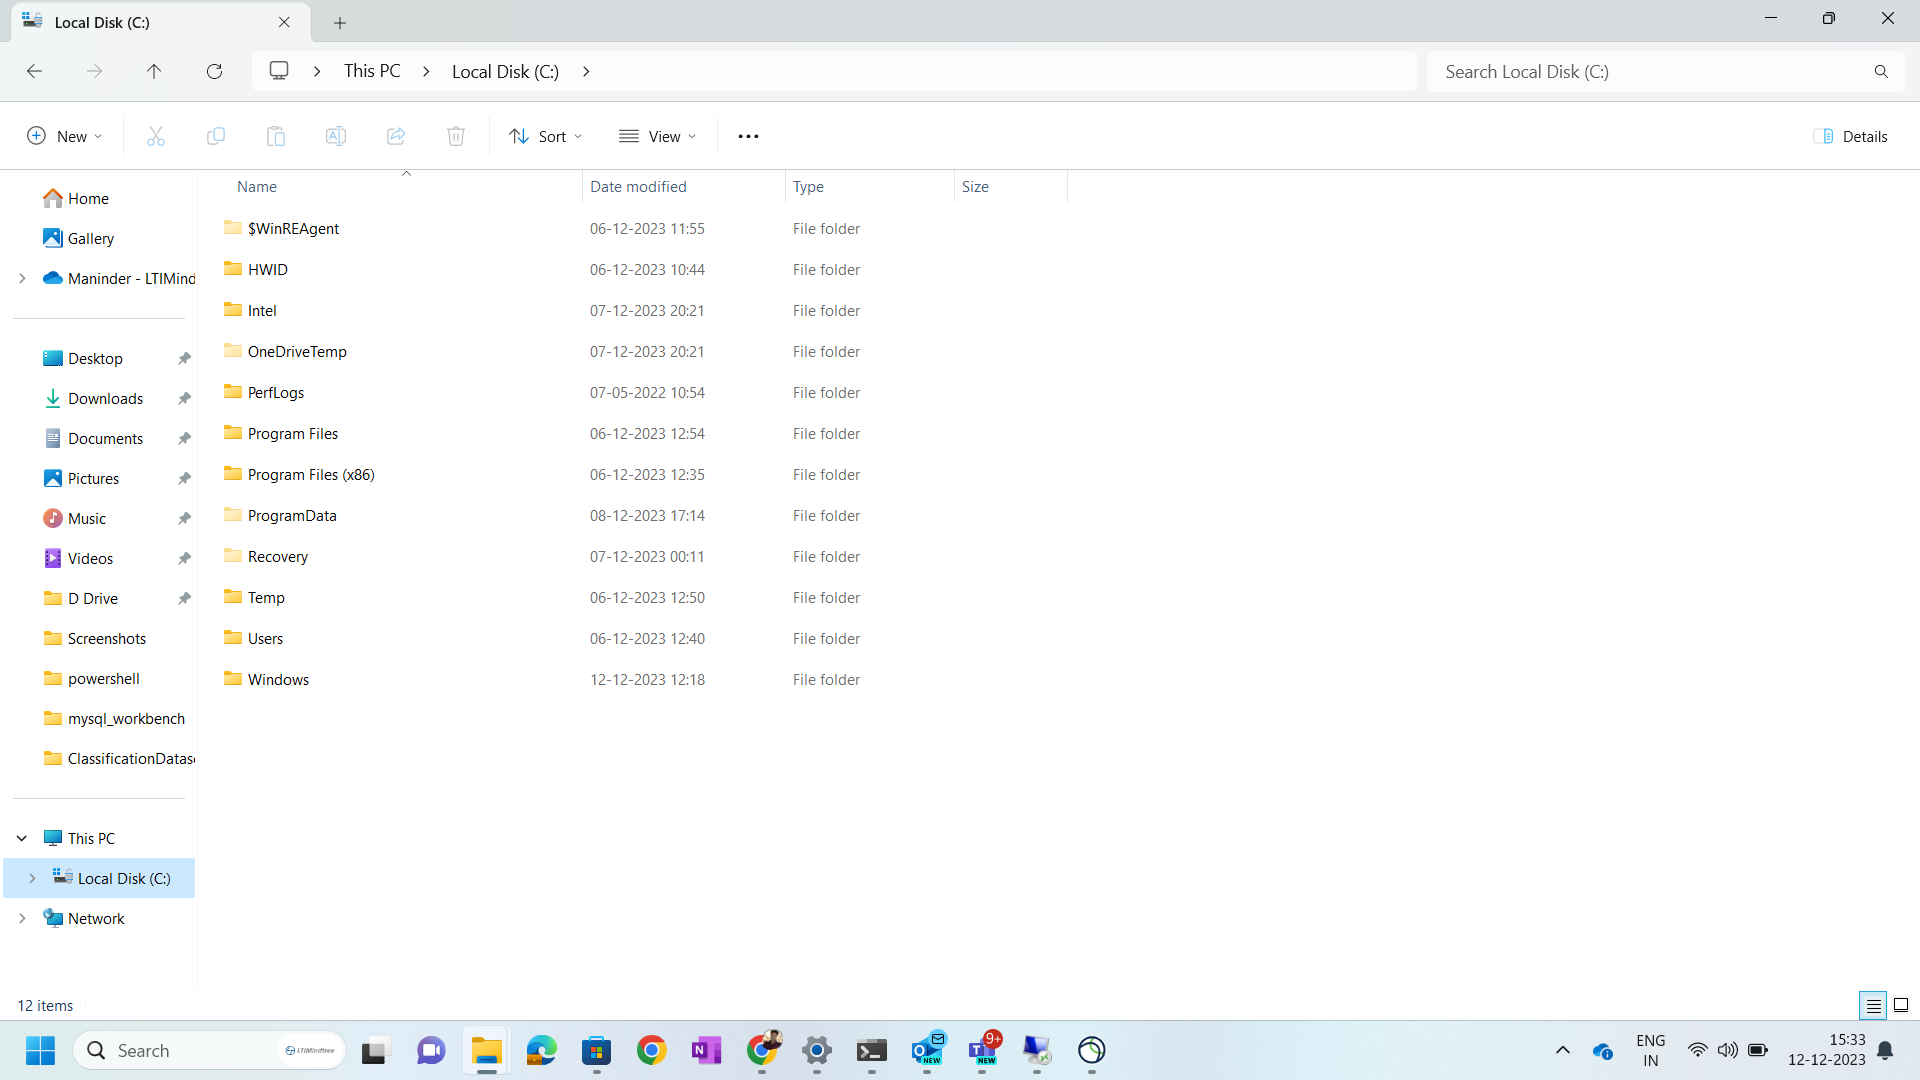 Local Disk (C:)
This PC
Local Disk (C:)
Search Local Disk (C:)
New
Sort
View
Details
Name Date modified Type Size
$WinREAgent 06-12-2023 11:55 File folder
HWID 06-12-2023 10:44 File folder
Intel 07-12-2023 20:21 File folder
OneDriveTemp 07-12-2023 20:21 File folder
PerfLogs 07-05-2022 10:54 File folder
Program Files 06-12-2023 12:54 File folder
Program Files (x86) 06-12-2023 12:35 File folder
ProgramData 08-12-2023 17:14 File folder
Recovery 07-12-2023 00:11 File folder
Temp 06-12-2023 12:50 File folder
Users 06-12-2023 12:40 File folder
Windows 12-12-2023 12:18 File folder
Home
Gallery
Maninder - LTIMind
Desktop
Downloads
Documents
Pictures
Music
Videos
D Drive
Screenshots
powershell
mysql_workbench
ClassificationDatas
This PC
Local Disk (C:)
Network
12 items
Search
LTIMindtree
N
NEW
T
9+
NEW
ENG
IN
15:33
12-12-2023